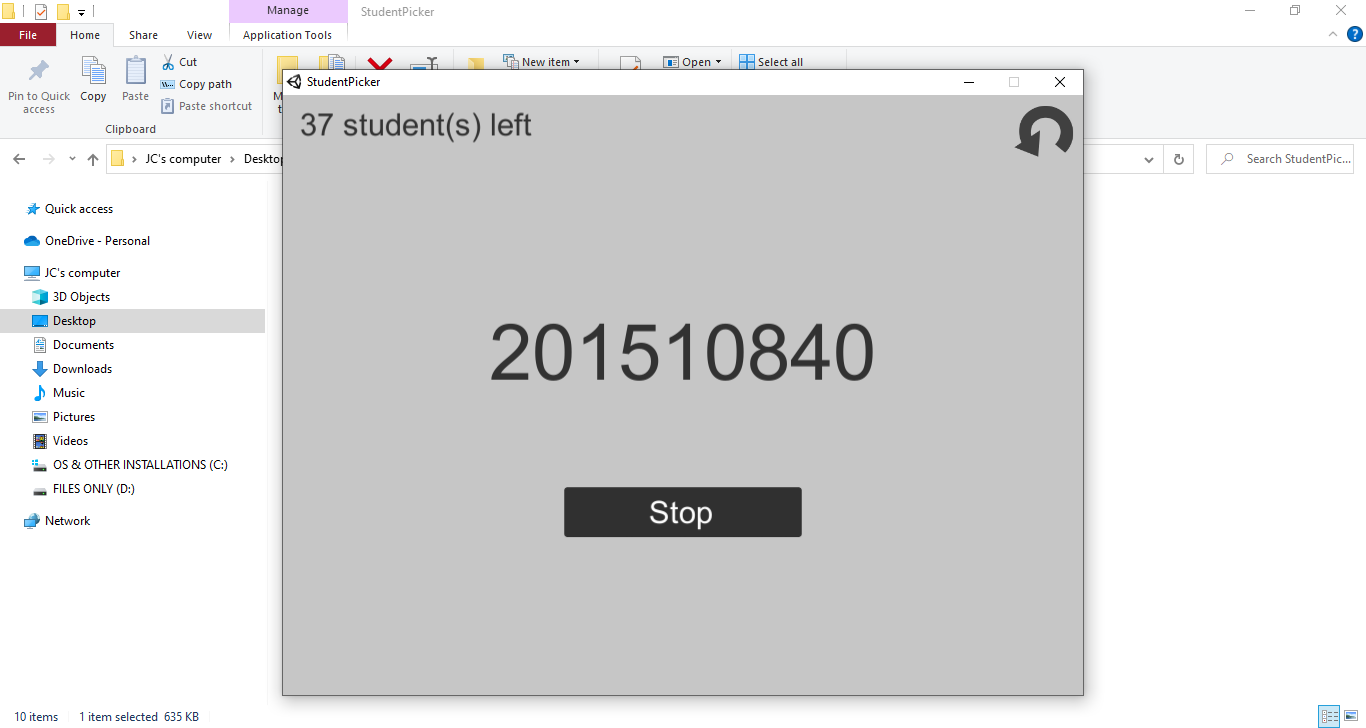 Manage
StudentPicker
File
Home
Share
View
Application Tools
Pin to Quick
access
Copy
Paste
Cut
Copy path
Paste shortcut
Clipboard
New item
Open
Select all
StudentPicker
37 student(s) left
JC's computer
Search StudentPic...
Quick access
OneDrive - Personal
JC's computer
3D Objects
Desktop
Documents
Downloads
Music
Pictures
Videos
OS & OTHER INSTALLATIONS (C:)
FILES ONLY (D:)
Network
201510840
Stop
10 items
1 item selected 635 KB